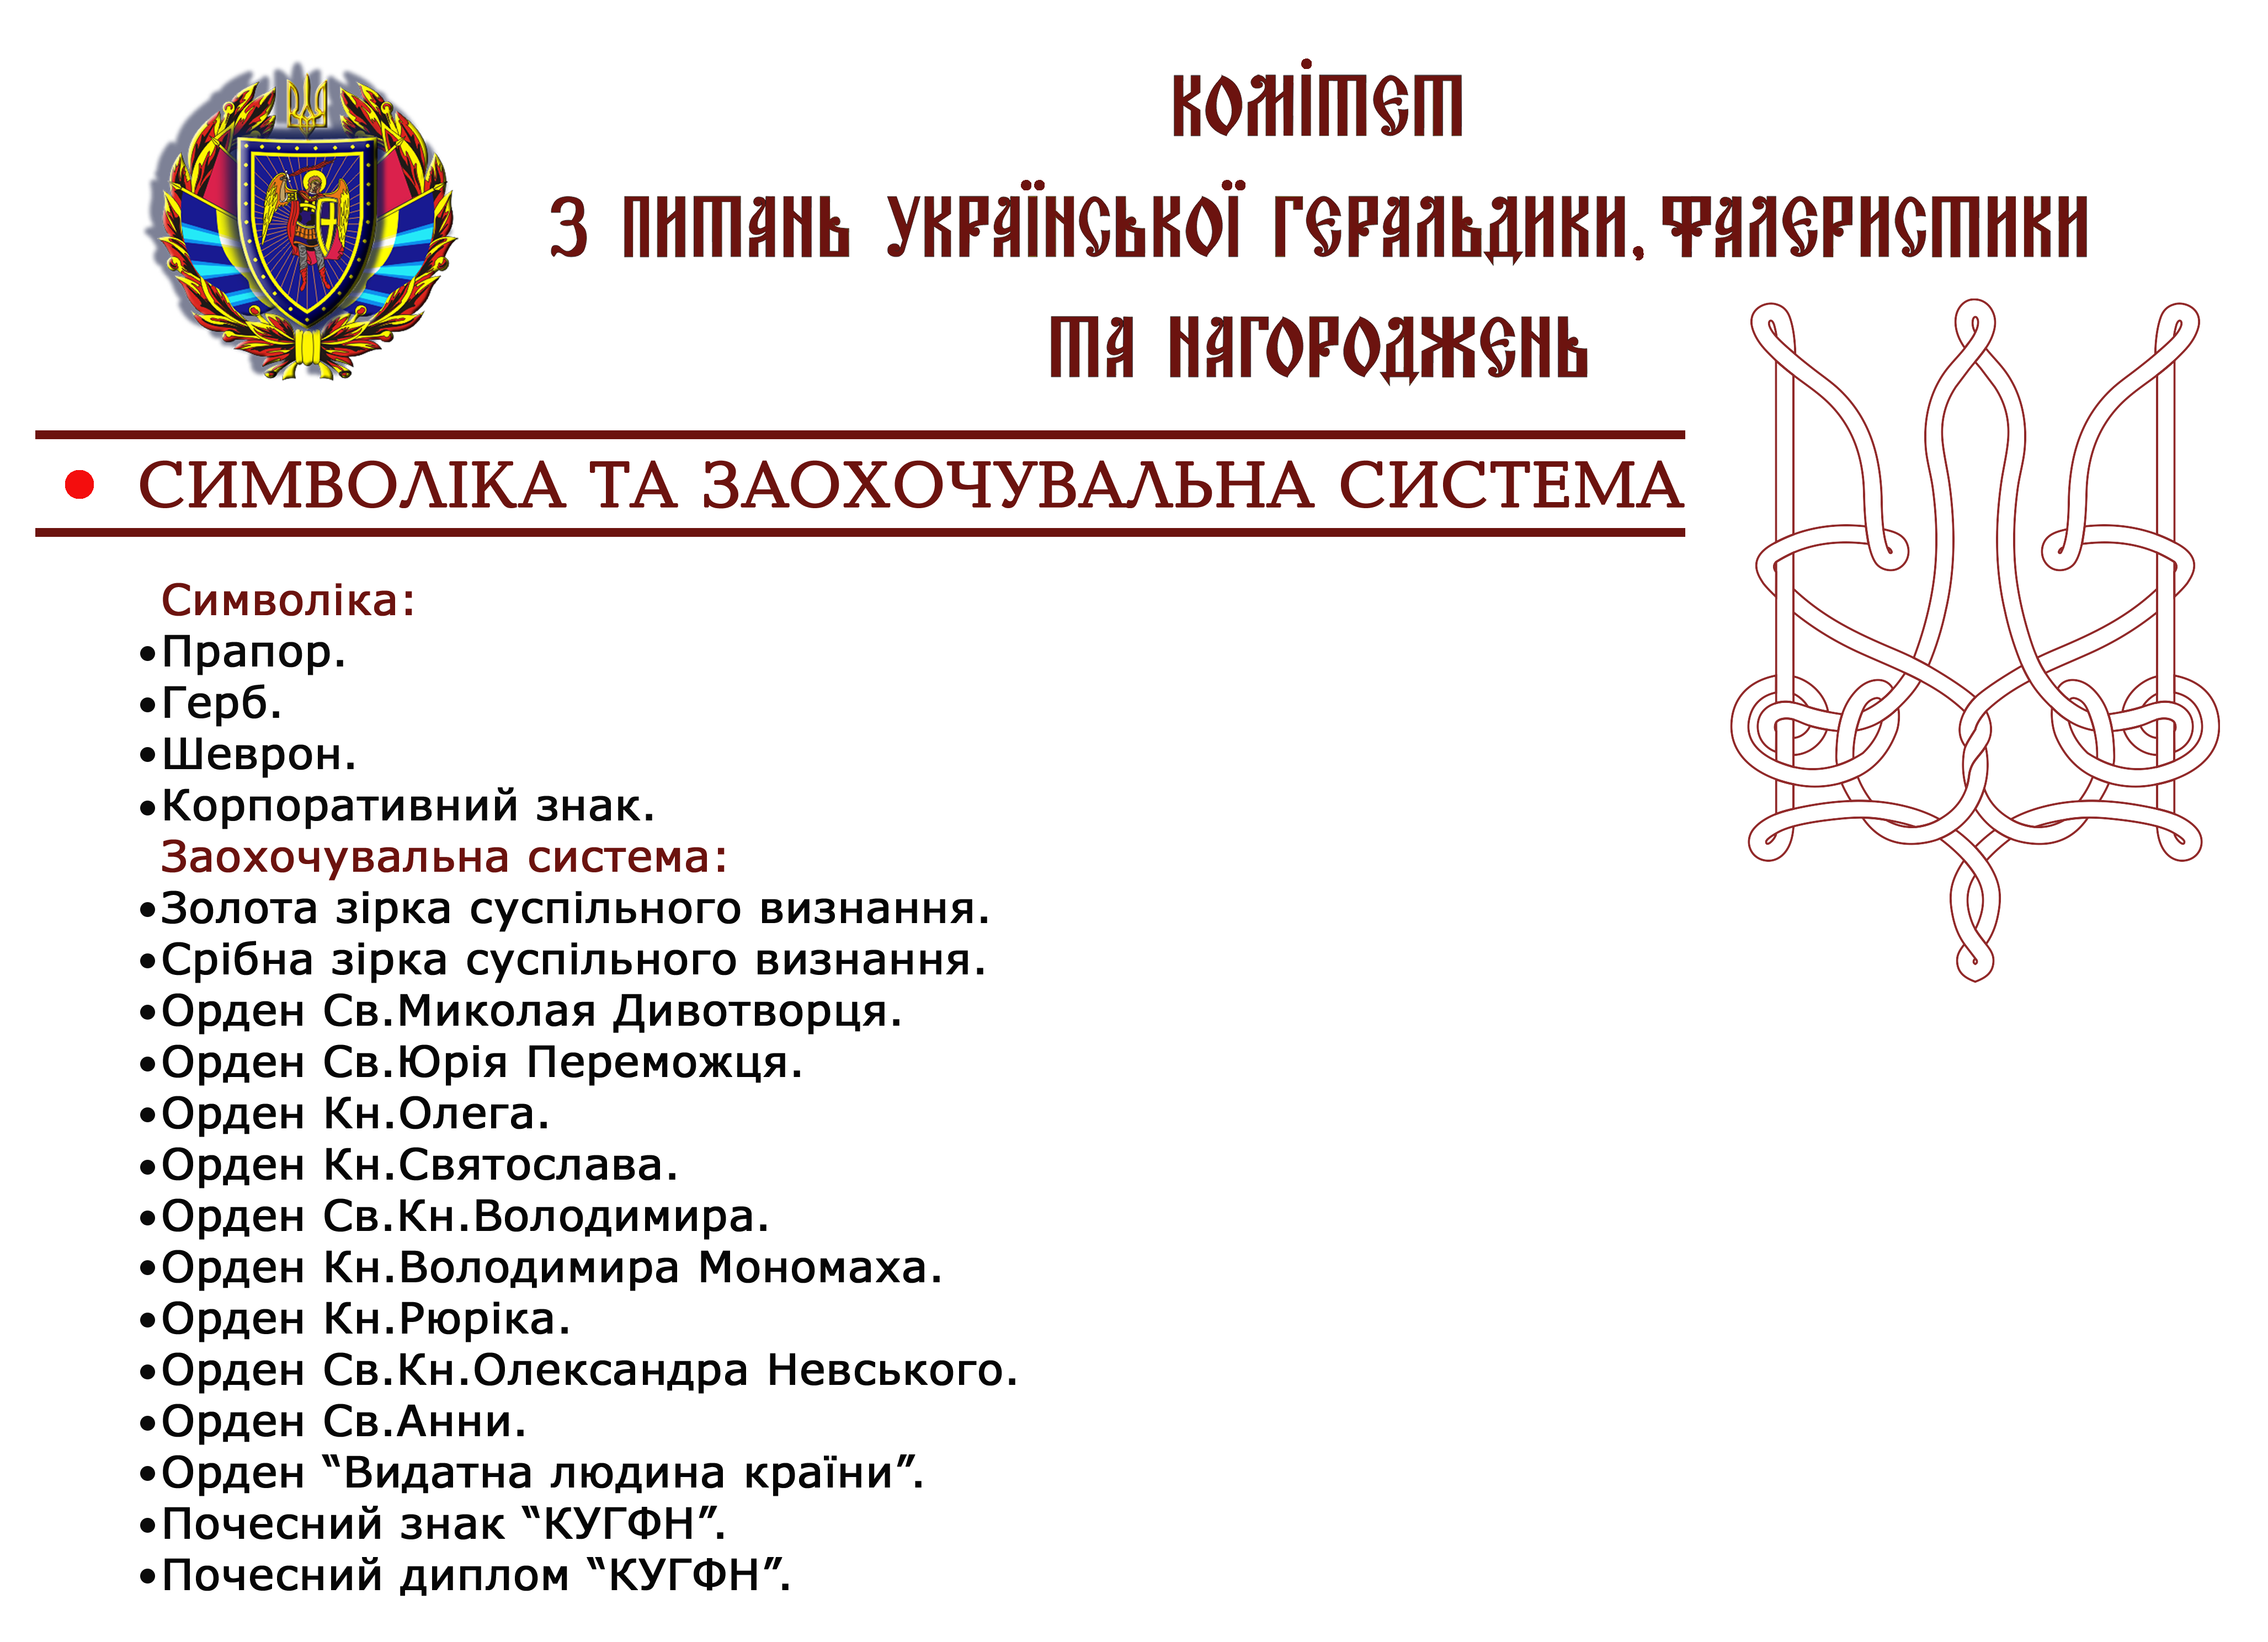 КОМІТЕТ
З ПИТАНЬ УКРАЇНСЬКОЇ ГЕРАЛЬДИКИ, ФАЛЕРИСТИКИ
ТА НАГОРОДЖЕНЬ
• СИМВОЛІКА ТА ЗАОХОЧУВАЛЬНА СИСТЕМА
Символіка:
•Прапор.
•Герб.
•Шеврон.
•Корпоративний знак.
Заохочувальна система:
•Золота зірка суспільного визнання.
•Срібна зірка суспільного визнання.
•Орден Св.Миколая Дивотворця.
•Орден Св.Юрія Переможця.
•Орден Кн.Олега.
•Орден Кн.Святослава.
•Орден Св.Кн.Володимира.
•Орден Кн.Володимира Мономаха.
•Орден Кн.Рюріка.
•Орден Св.Кн.Олександра Невського.
•Орден Св.Анни.
•Орден “Видатна людина країни”.
•Почесний знак “КУГФН”.
•Почесний диплом “КУГФН”.